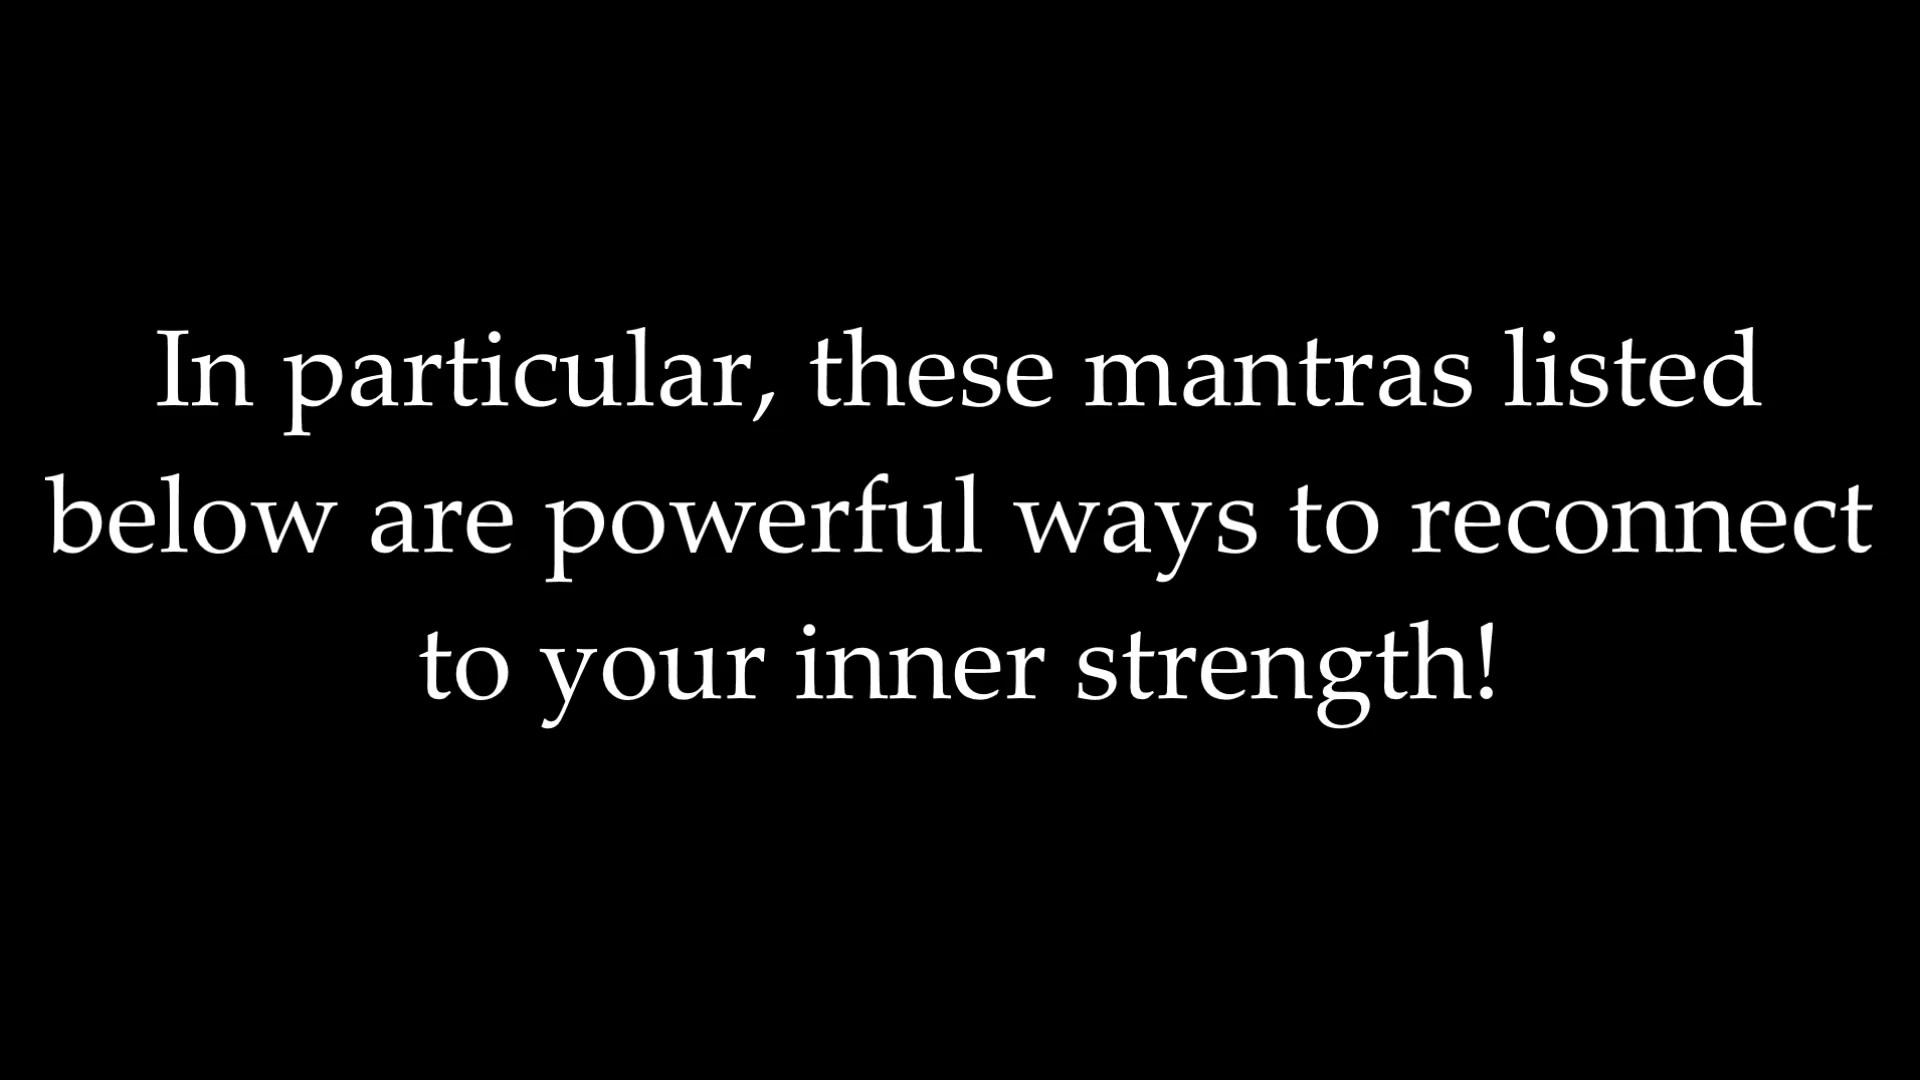 In particular, these mantras listed
below are powerful ways to reconnect
to your inner strength!